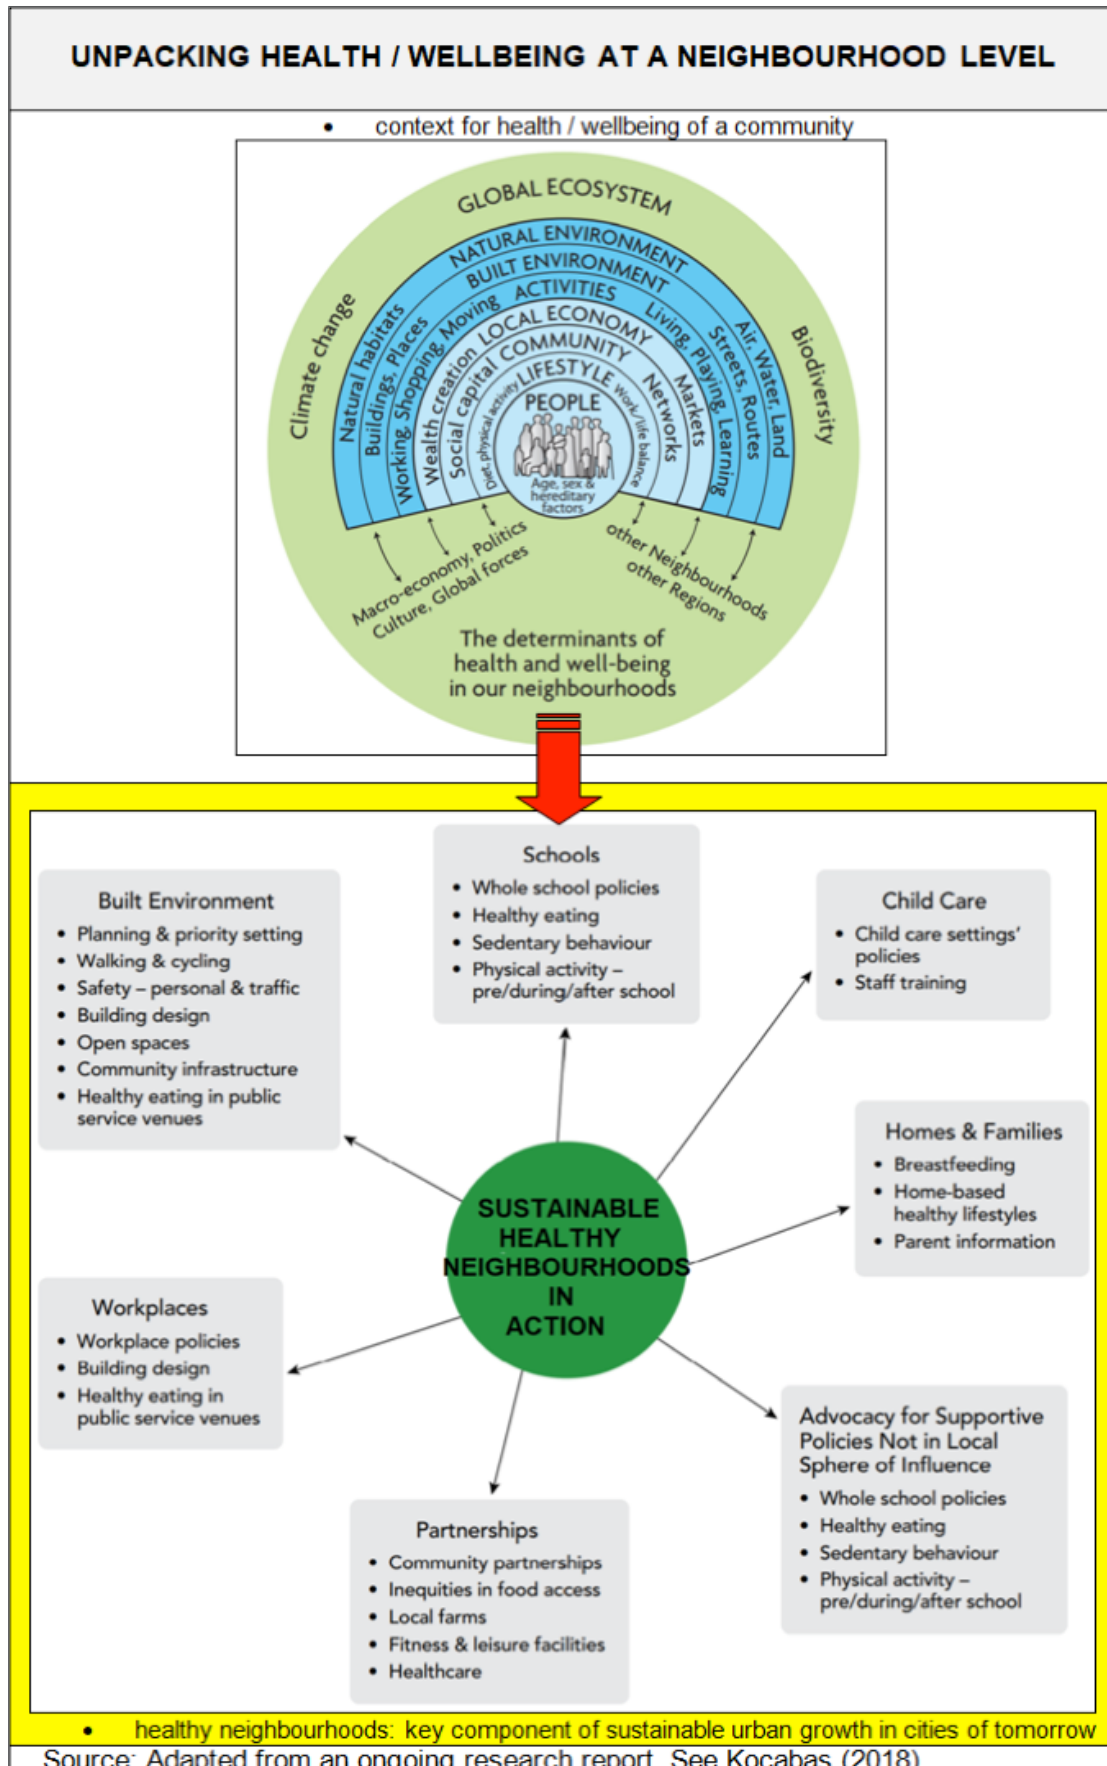 UNPACKING HEALTH / WELLBEING AT A NEIGHBOURHOOD LEVEL
• context for health / wellbeing of a community
GLOBAL ECOSYSTEM
Climate change
Biodiversity
NATURAL ENVIRONMENT
Natural habitats
Air, Water, Land
BUILT ENVIRONMENT
Buildings, Places
Streets, Routes
ACTIVITIES
Working, Shopping, Moving
Living, Playing, Learning
LOCAL ECONOMY
Wealth creation
Markets
COMMUNITY
Social capital
Networks
LIFESTYLE
Diet, physical activity
Work/life balance
PEOPLE
Age, sex &
hereditary
factors
Macro-economy, Politics
Culture, Global forces
other Neighbourhoods
other Regions
The determinants of
health and well-being
in our neighbourhoods
Schools
• Whole school policies
• Healthy eating
• Sedentary behaviour
• Physical activity –
pre/during/after school
Built Environment
• Planning & priority setting
• Walking & cycling
• Safety – personal & traffic
• Building design
• Open spaces
• Community infrastructure
• Healthy eating in public
service venues
Child Care
• Child care settings'
policies
• Staff training
Homes & Families
• Breastfeeding
• Home-based
healthy lifestyles
• Parent information
SUSTAINABLE
HEALTHY
NEIGHBOURHOODS
IN
ACTION
Workplaces
• Workplace policies
• Building design
• Healthy eating in
public service venues
Advocacy for Supportive
Policies Not in Local
Sphere of Influence
• Whole school policies
• Healthy eating
• Sedentary behaviour
• Physical activity –
pre/during/after school
Partnerships
• Community partnerships
• Inequities in food access
• Local farms
• Fitness & leisure facilities
• Healthcare
• healthy neighbourhoods: key component of sustainable urban growth in cities of tomorrow
Source: Adapted from an ongoing research report. See Kocabas (2018)